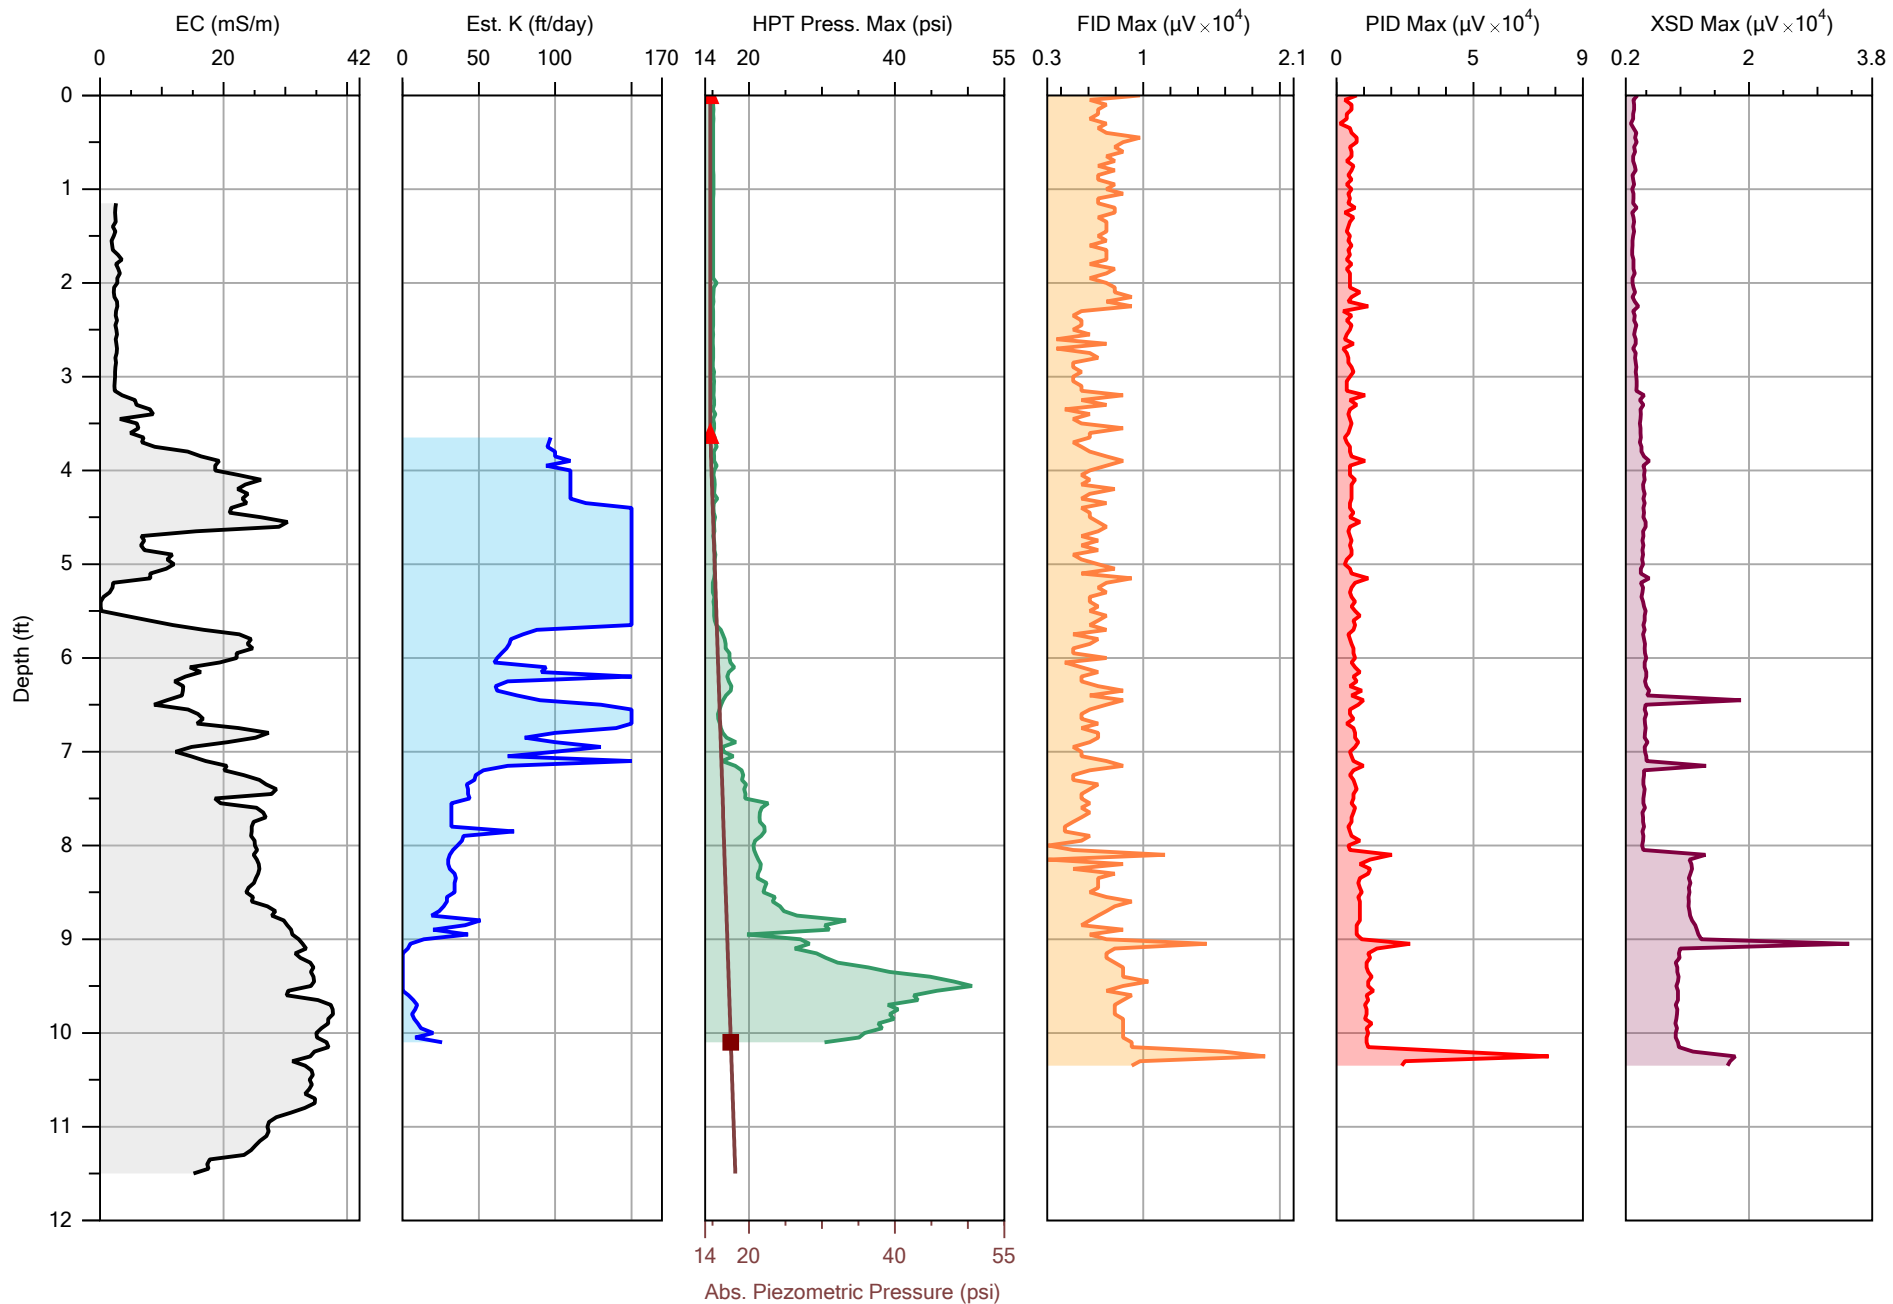 EC (mS/m) Est. K (ft/day) HPT Press. Max (psi) FID Max (µV ×10⁴) PID Max (µV ×10⁴) XSD Max (µV ×10⁴)
0 20 42 0 50 100 170 14 20 40 55 0.3 1 2.1 0 5 9 0.2 2 3.8
0
1
2
3
4
5
6
7
8
9
10
11
12
Depth (ft)
14 20 40 55
Abs. Piezometric Pressure (psi)